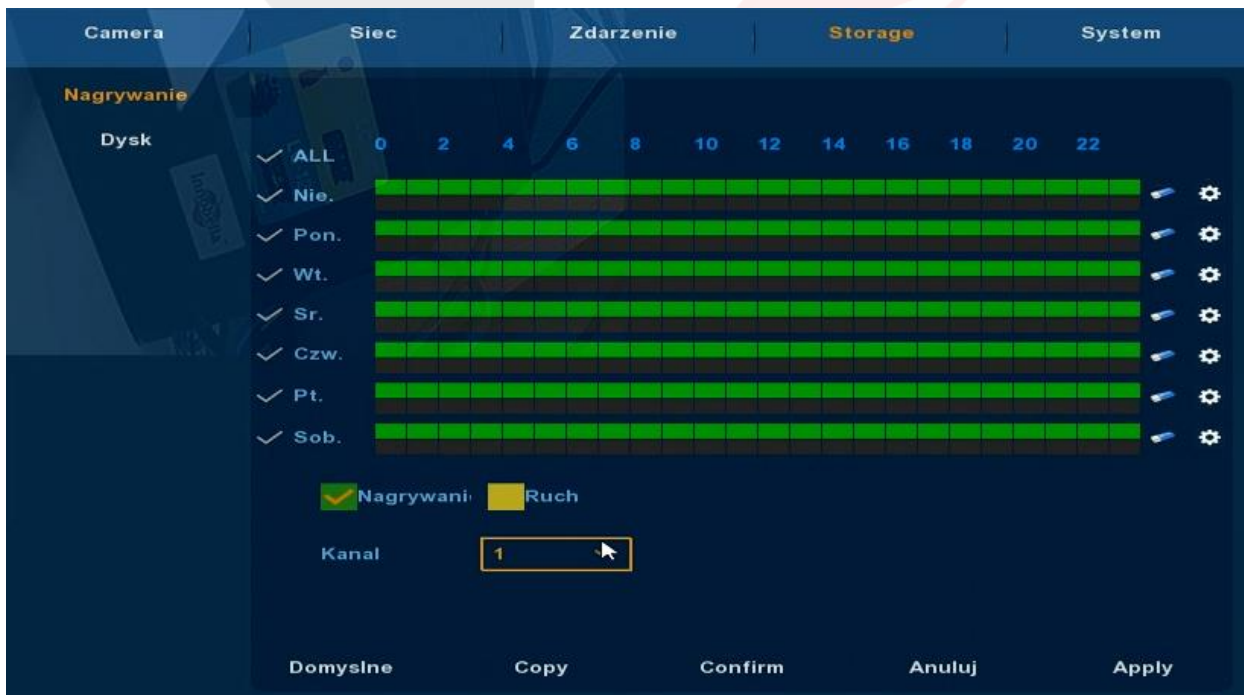 Camera Siec Zdarzenie Storage System
Nagrywanie
Dysk
ALL 0 2 4 6 8 10 12 14 16 18 20 22
Nie.
Pon.
Wt.
Sr.
Czw.
Pt.
Sob.
Nagrywani Ruch
Kanal 1
Domyslne Copy Confirm Anuluj Apply